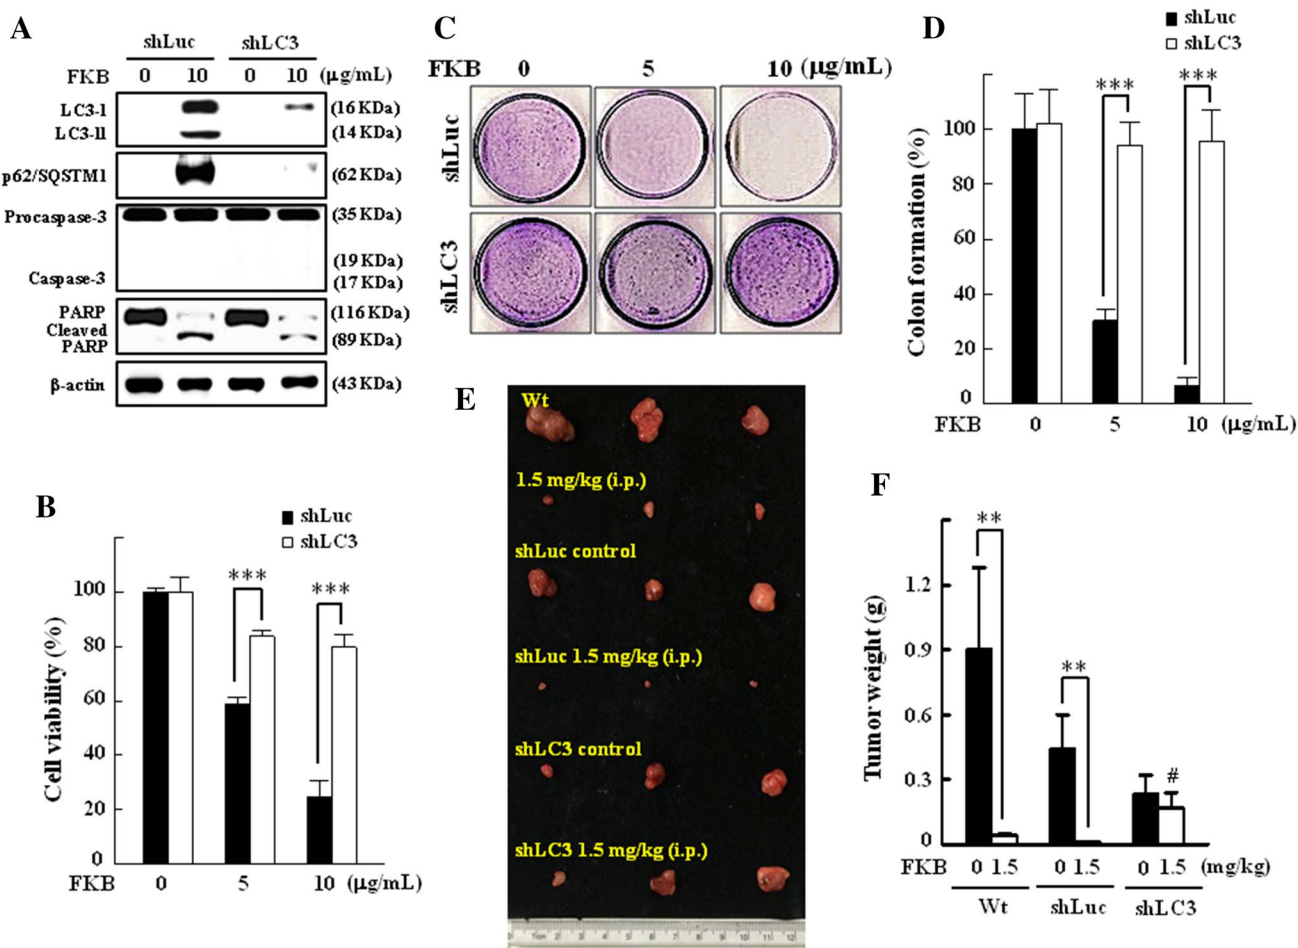 A
shLuc shLC3
FKB 0 10 0 10 (μg/mL)
LC3-I (16 KDa)
LC3-II (14 KDa)
p62/SQSTM1 (62 KDa)
Procaspase-3 (35 KDa)
(19 KDa)
Caspase-3 (17 KDa)
PARP (116 KDa)
Cleaved
PARP (89 KDa)
β-actin (43 KDa)
B
shLuc
shLC3
Cell viability (%)
100
80
60
40
20
0
***
***
FKB 0 5 10 (μg/mL)
C
FKB 0 5 10 (μg/mL)
shLuc
shLC3
D
shLuc
shLC3
Colon formation (%)
100
80
60
40
20
0
***
***
FKB 0 5 10 (μg/mL)
E
Wt
1.5 mg/kg (i.p.)
shLuc control
shLuc 1.5 mg/kg (i.p.)
shLC3 control
shLC3 1.5 mg/kg (i.p.)
F
Tumor weight (g)
1.2
0.9
0.6
0.3
0
**
**
#
FKB 0 1.5 0 1.5 0 1.5 (mg/kg)
Wt shLuc shLC3